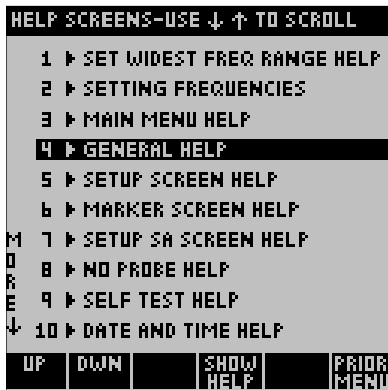 HELP SCREENS-USE ↓ ↑ TO SCROLL
1 ▶ SET WIDEST FREQ RANGE HELP
2 ▶ SETTING FREQUENCIES
3 ▶ MAIN MENU HELP
4 ▶ GENERAL HELP
5 ▶ SETUP SCREEN HELP
6 ▶ MARKER SCREEN HELP
7 ▶ SETUP SA SCREEN HELP
8 ▶ NO PROBE HELP
9 ▶ SELF TEST HELP
10 ▶ DATE AND TIME HELP
MORE ↓
UP DWN SHOW HELP PRIOR MENU